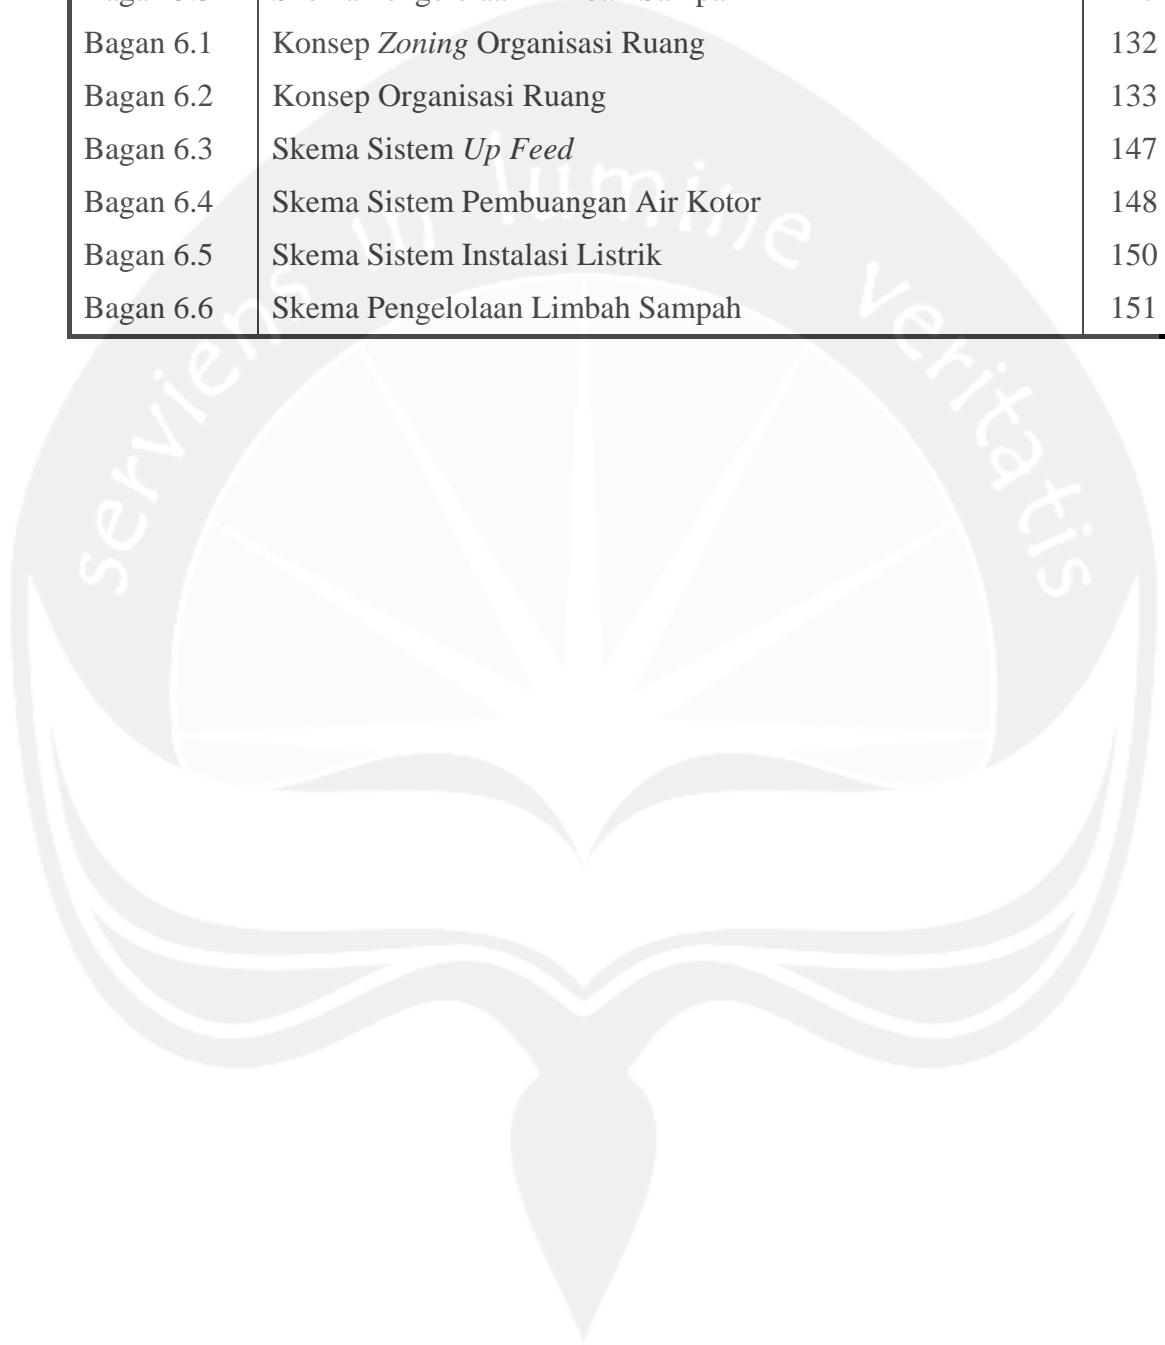 Bagan 6.1 Konsep Zoning Organisasi Ruang 132
Bagan 6.2 Konsep Organisasi Ruang 133
Bagan 6.3 Skema Sistem Up Feed 147
Bagan 6.4 Skema Sistem Pembuangan Air Kotor 148
Bagan 6.5 Skema Sistem Instalasi Listrik 150
Bagan 6.6 Skema Pengelolaan Limbah Sampah 151
serviens in lumine veritatis